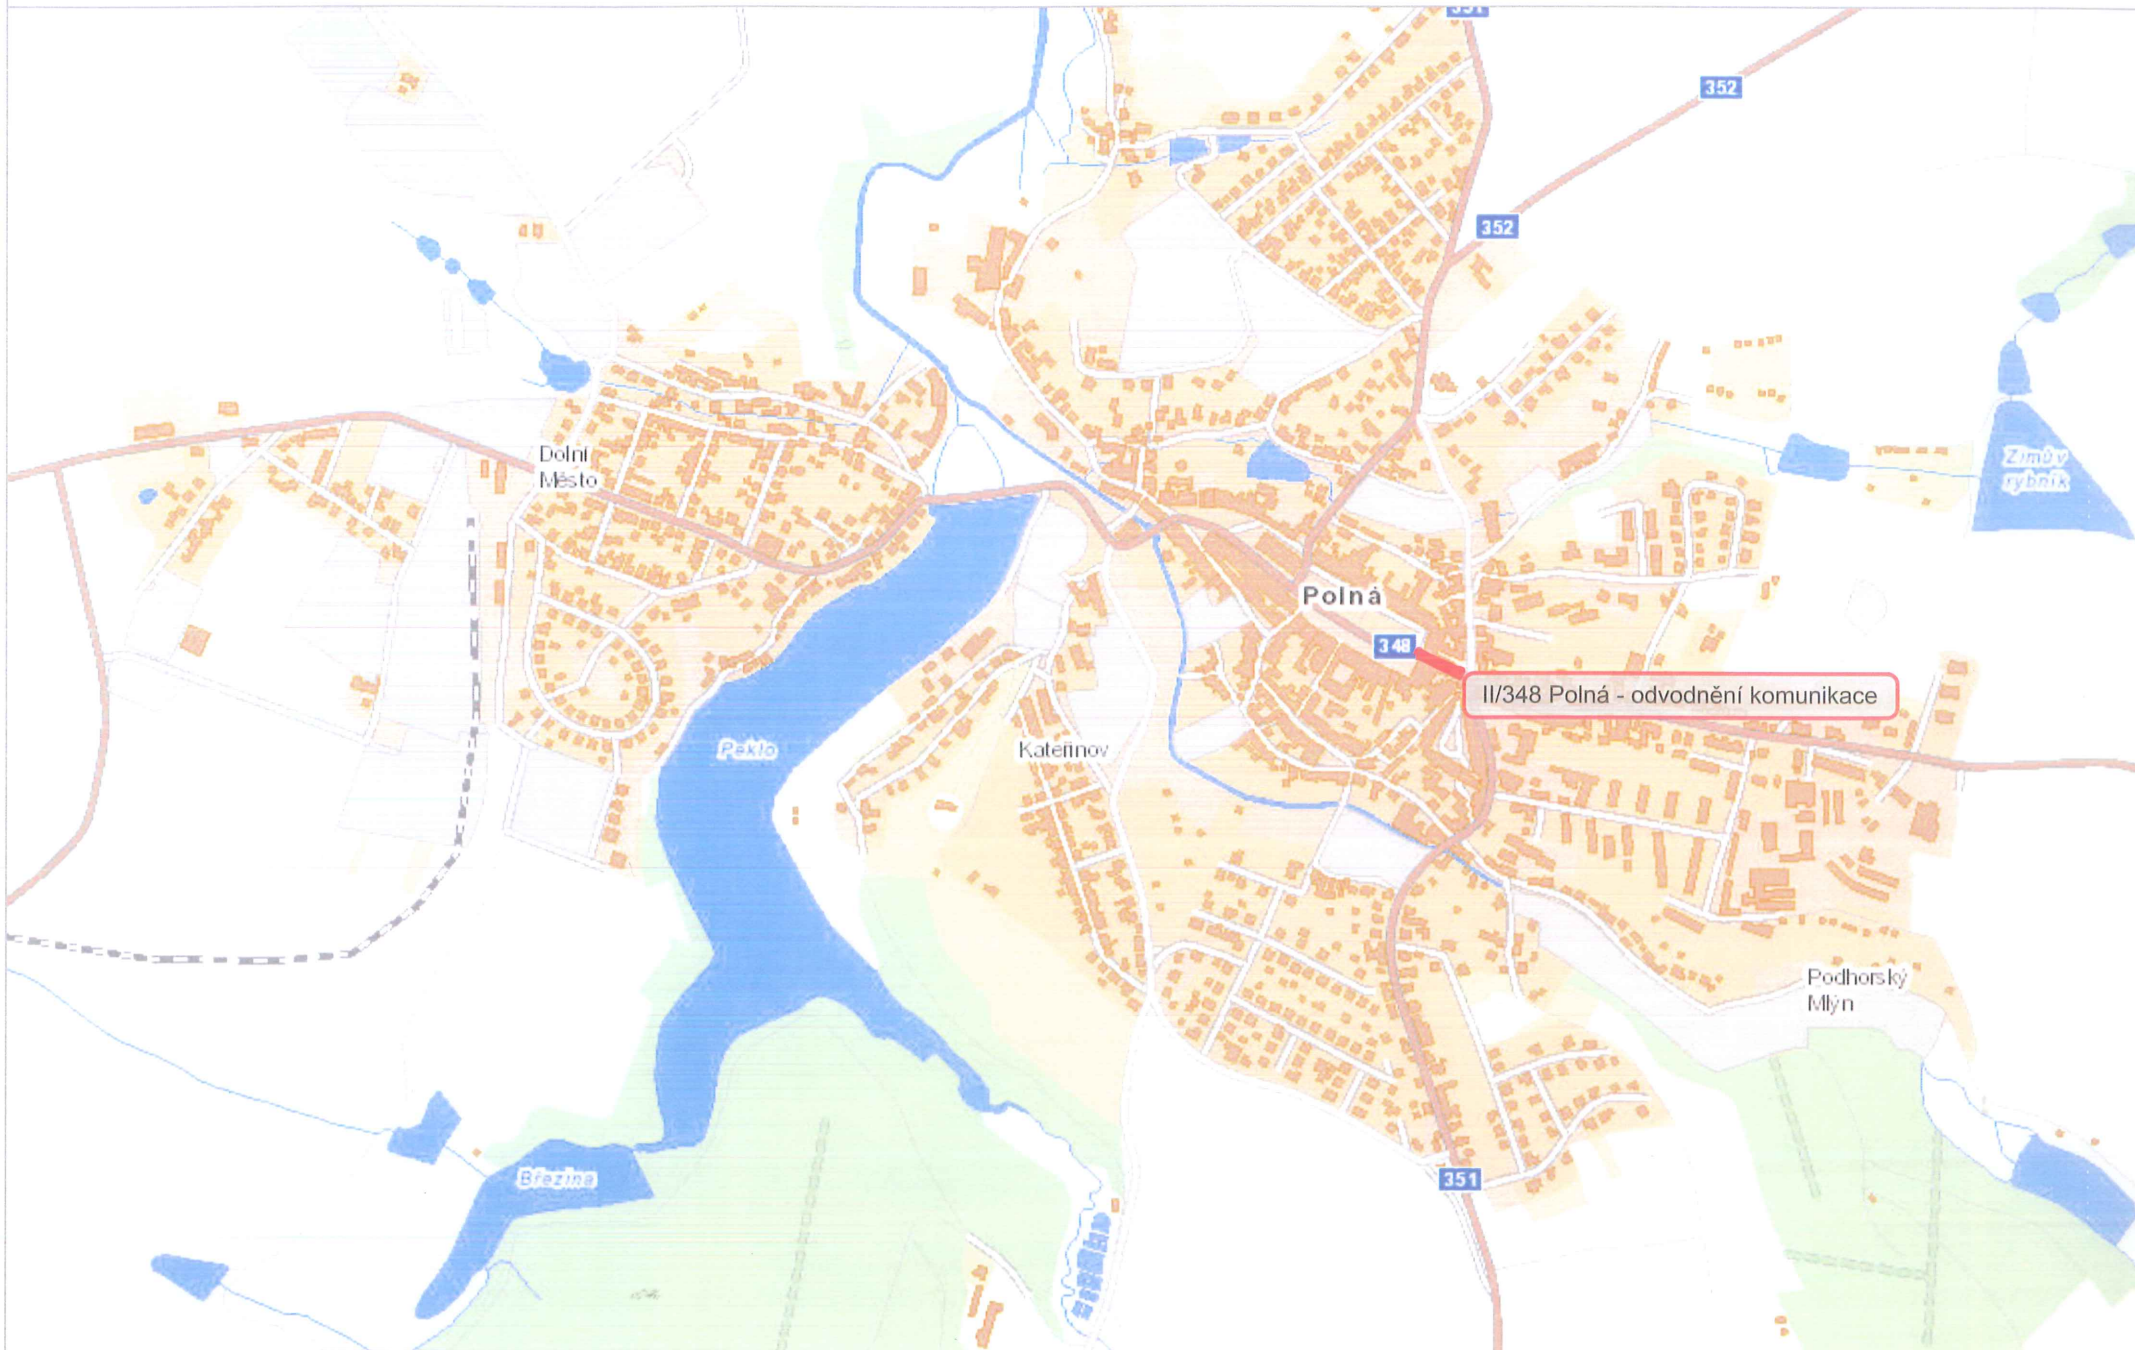 351
352
352
Dolní
Město
Zimův
rybník
Polná
348
II/348 Polná - odvodnění komunikace
Peklo
Kateřinov
Podhorský
Mlýn
351
Březina